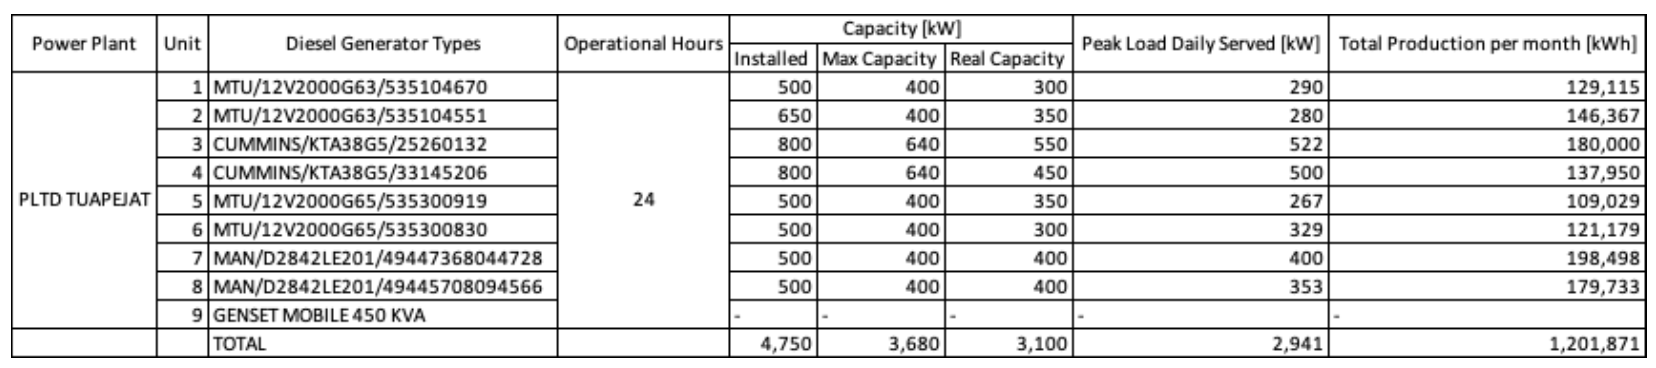 Power Plant Unit Diesel Generator Types Operational Hours Capacity [kW] Peak Load Daily Served [kW] Total Production per month [kWh]
Installed Max Capacity Real Capacity
PLTD TUAPEJAT 24
1 MTU/12V2000G63/535104670 500 400 300 290 129,115
2 MTU/12V2000G63/535104551 650 400 350 280 146,367
3 CUMMINS/KTA38G5/25260132 800 640 550 522 180,000
4 CUMMINS/KTA38G5/33145206 800 640 450 500 137,950
5 MTU/12V2000G65/535300919 500 400 350 267 109,029
6 MTU/12V2000G65/535300830 500 400 300 329 121,179
7 MAN/D2842LE201/49447368044728 500 400 400 400 198,498
8 MAN/D2842LE201/49445708094566 500 400 400 353 179,733
9 GENSET MOBILE 450 KVA - - - - -
TOTAL 4,750 3,680 3,100 2,941 1,201,871